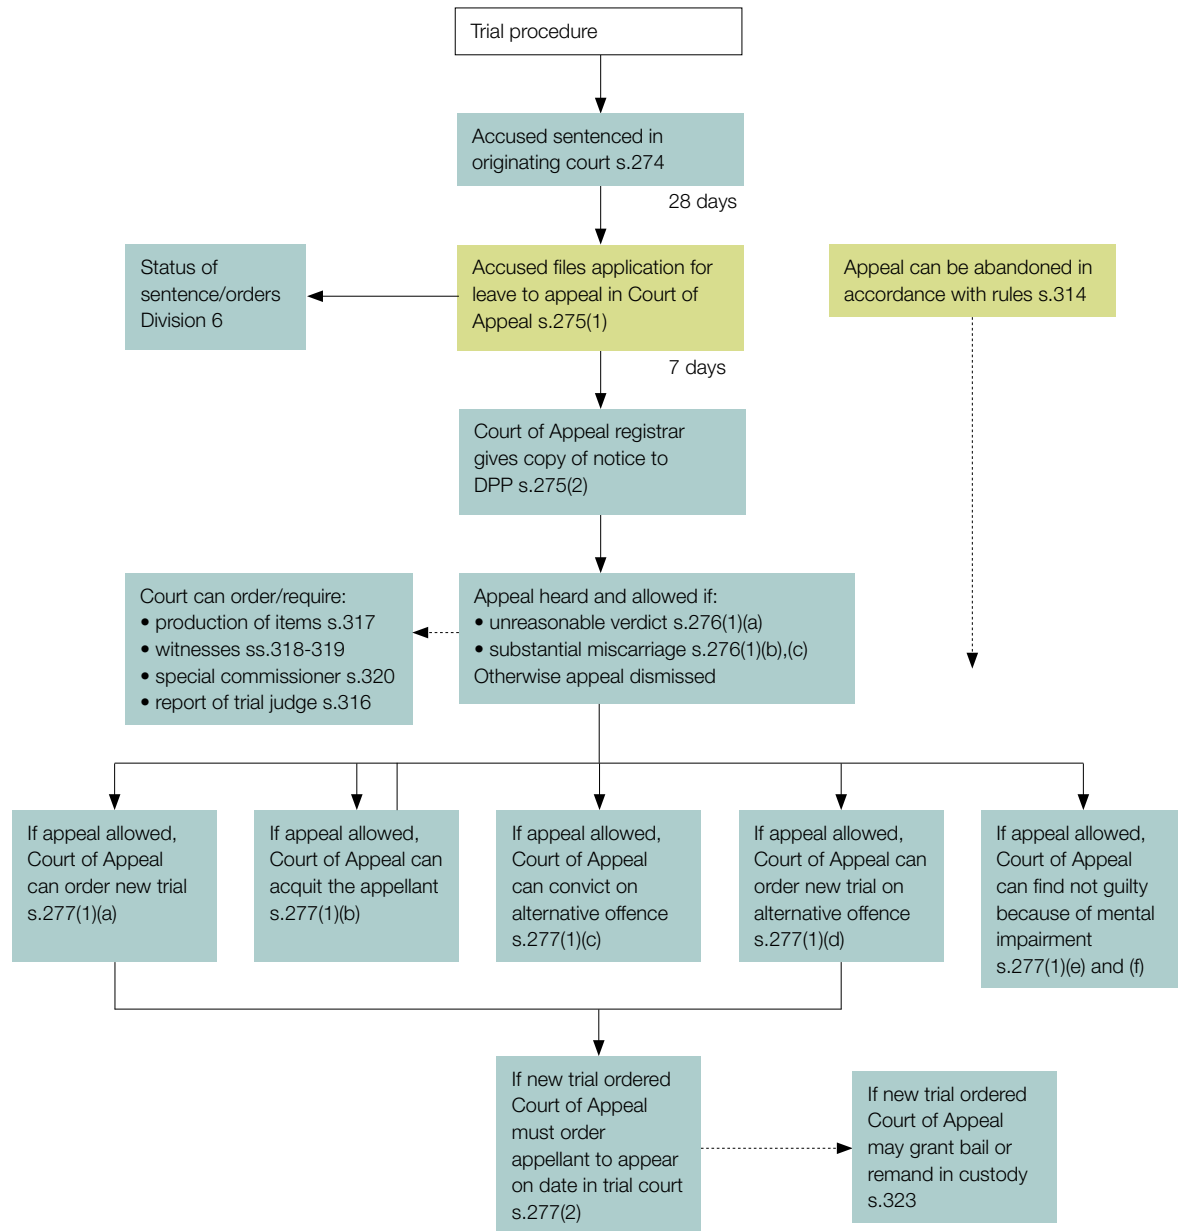 Trial procedure
Accused sentenced in
originating court s.274
28 days
Status of
sentence/orders
Division 6
Accused files application for
leave to appeal in Court of
Appeal s.275(1)
Appeal can be abandoned in
accordance with rules s.314
7 days
Court of Appeal registrar
gives copy of notice to
DPP s.275(2)
Court can order/require:
• production of items s.317
• witnesses ss.318-319
• special commissioner s.320
• report of trial judge s.316
Appeal heard and allowed if:
• unreasonable verdict s.276(1)(a)
• substantial miscarriage s.276(1)(b),(c)
Otherwise appeal dismissed
If appeal allowed,
Court of Appeal
can order new trial
s.277(1)(a)
If appeal allowed,
Court of Appeal can
acquit the appellant
s.277(1)(b)
If appeal allowed,
Court of Appeal
can convict on
alternative offence
s.277(1)(c)
If appeal allowed,
Court of Appeal can
order new trial on
alternative offence
s.277(1)(d)
If appeal allowed,
Court of Appeal
can find not guilty
because of mental
impairment
s.277(1)(e) and (f)
If new trial ordered
Court of Appeal
must order
appellant to appear
on date in trial court
s.277(2)
If new trial ordered
Court of Appeal
may grant bail or
remand in custody
s.323